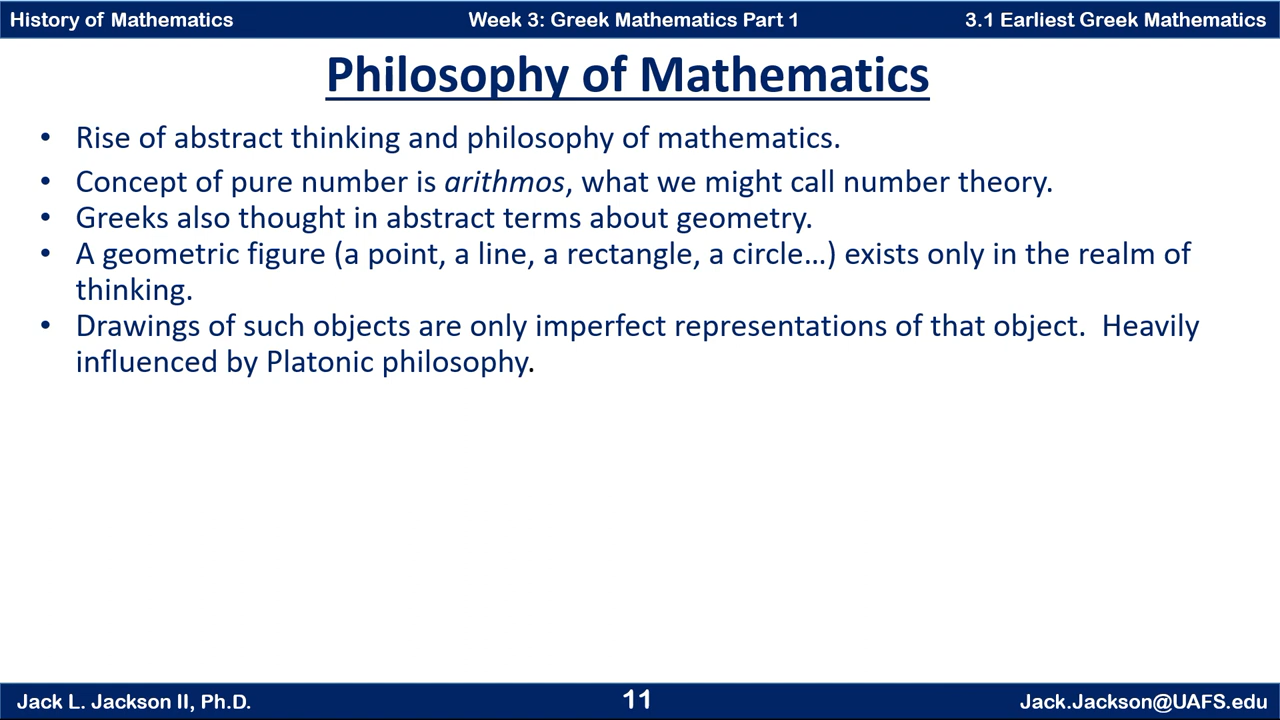 History of Mathematics Week 3: Greek Mathematics Part 1 3.1 Earliest Greek Mathematics
Philosophy of Mathematics
• Rise of abstract thinking and philosophy of mathematics.
• Concept of pure number is arithmos, what we might call number theory.
• Greeks also thought in abstract terms about geometry.
• A geometric figure (a point, a line, a rectangle, a circle…) exists only in the realm of
thinking.
• Drawings of such objects are only imperfect representations of that object.  Heavily
influenced by Platonic philosophy.
Jack L. Jackson II, Ph.D. 11 Jack.Jackson@UAFS.edu